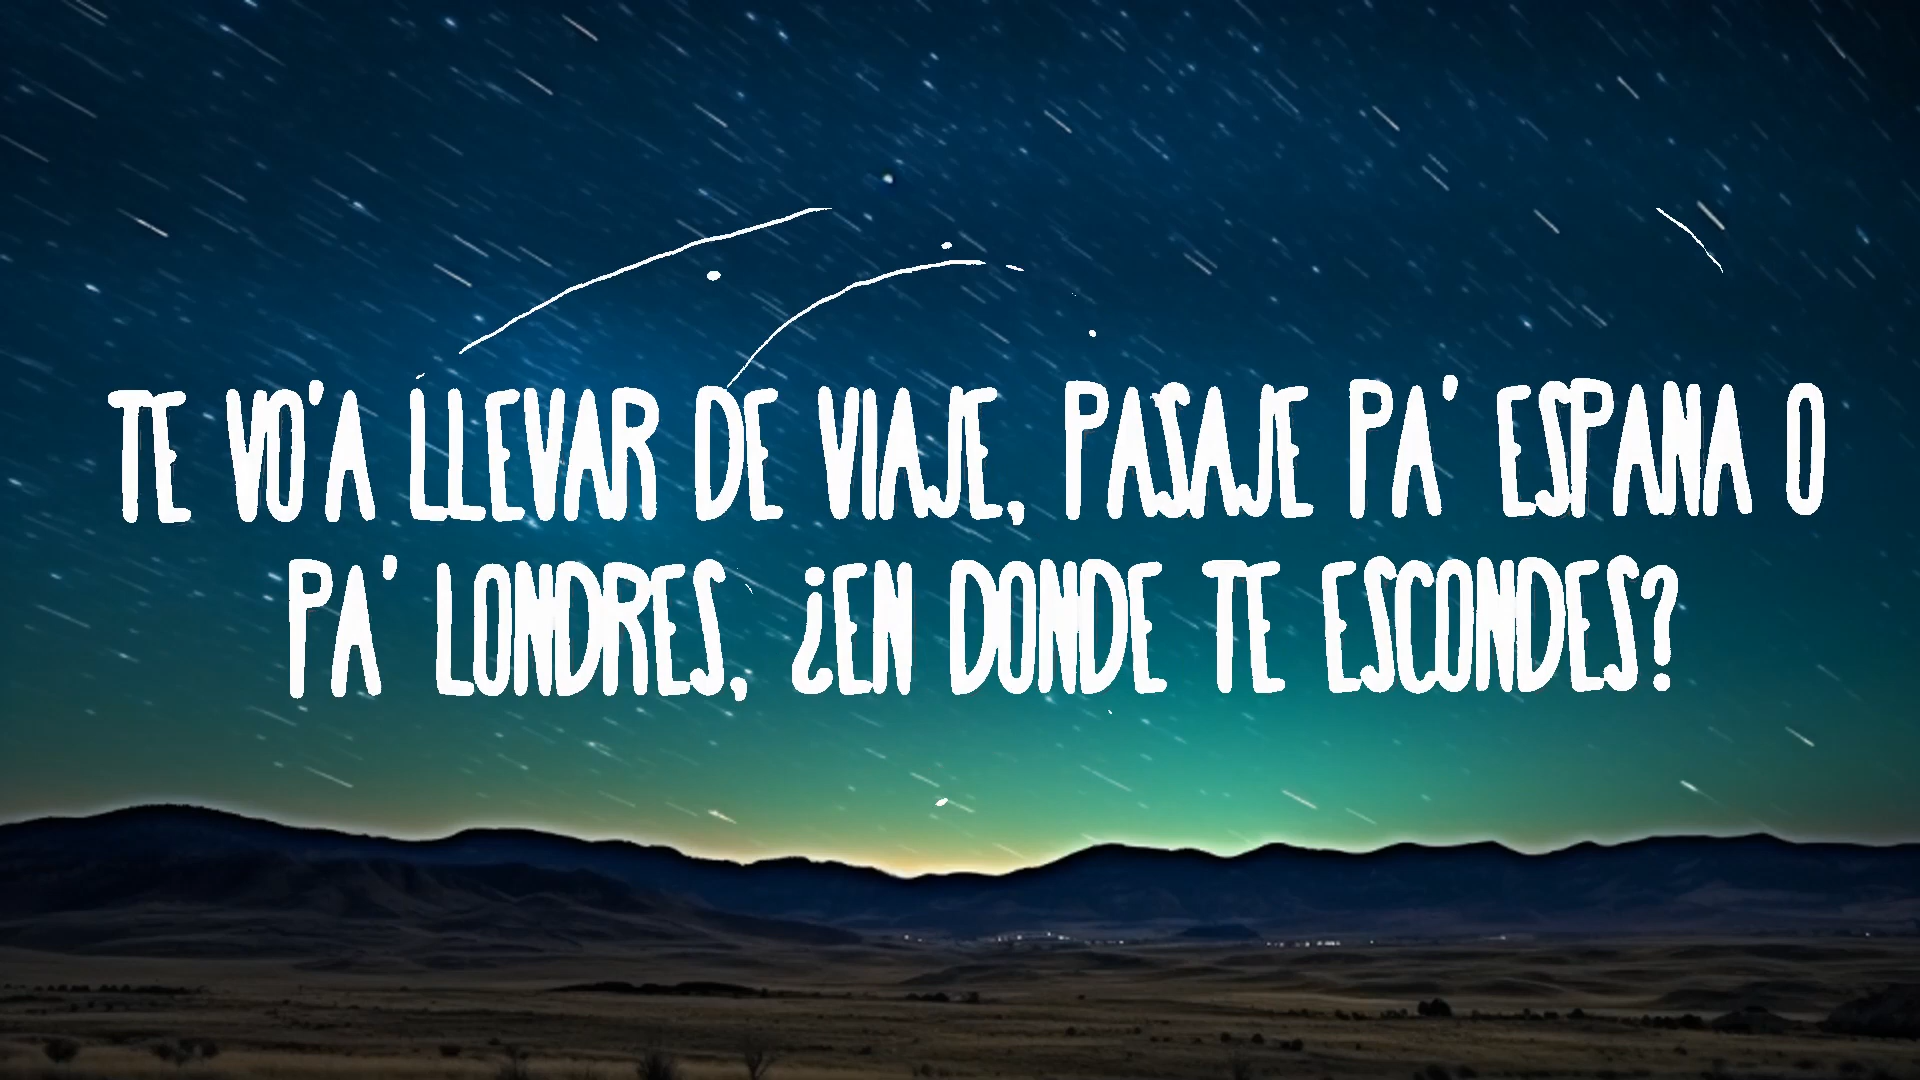 TE VO'A LLEVAR DE VIAJE, PASAJE PA' ESPANA O
PA' LONDRES, ¿EN DONDE TE ESCONDES?